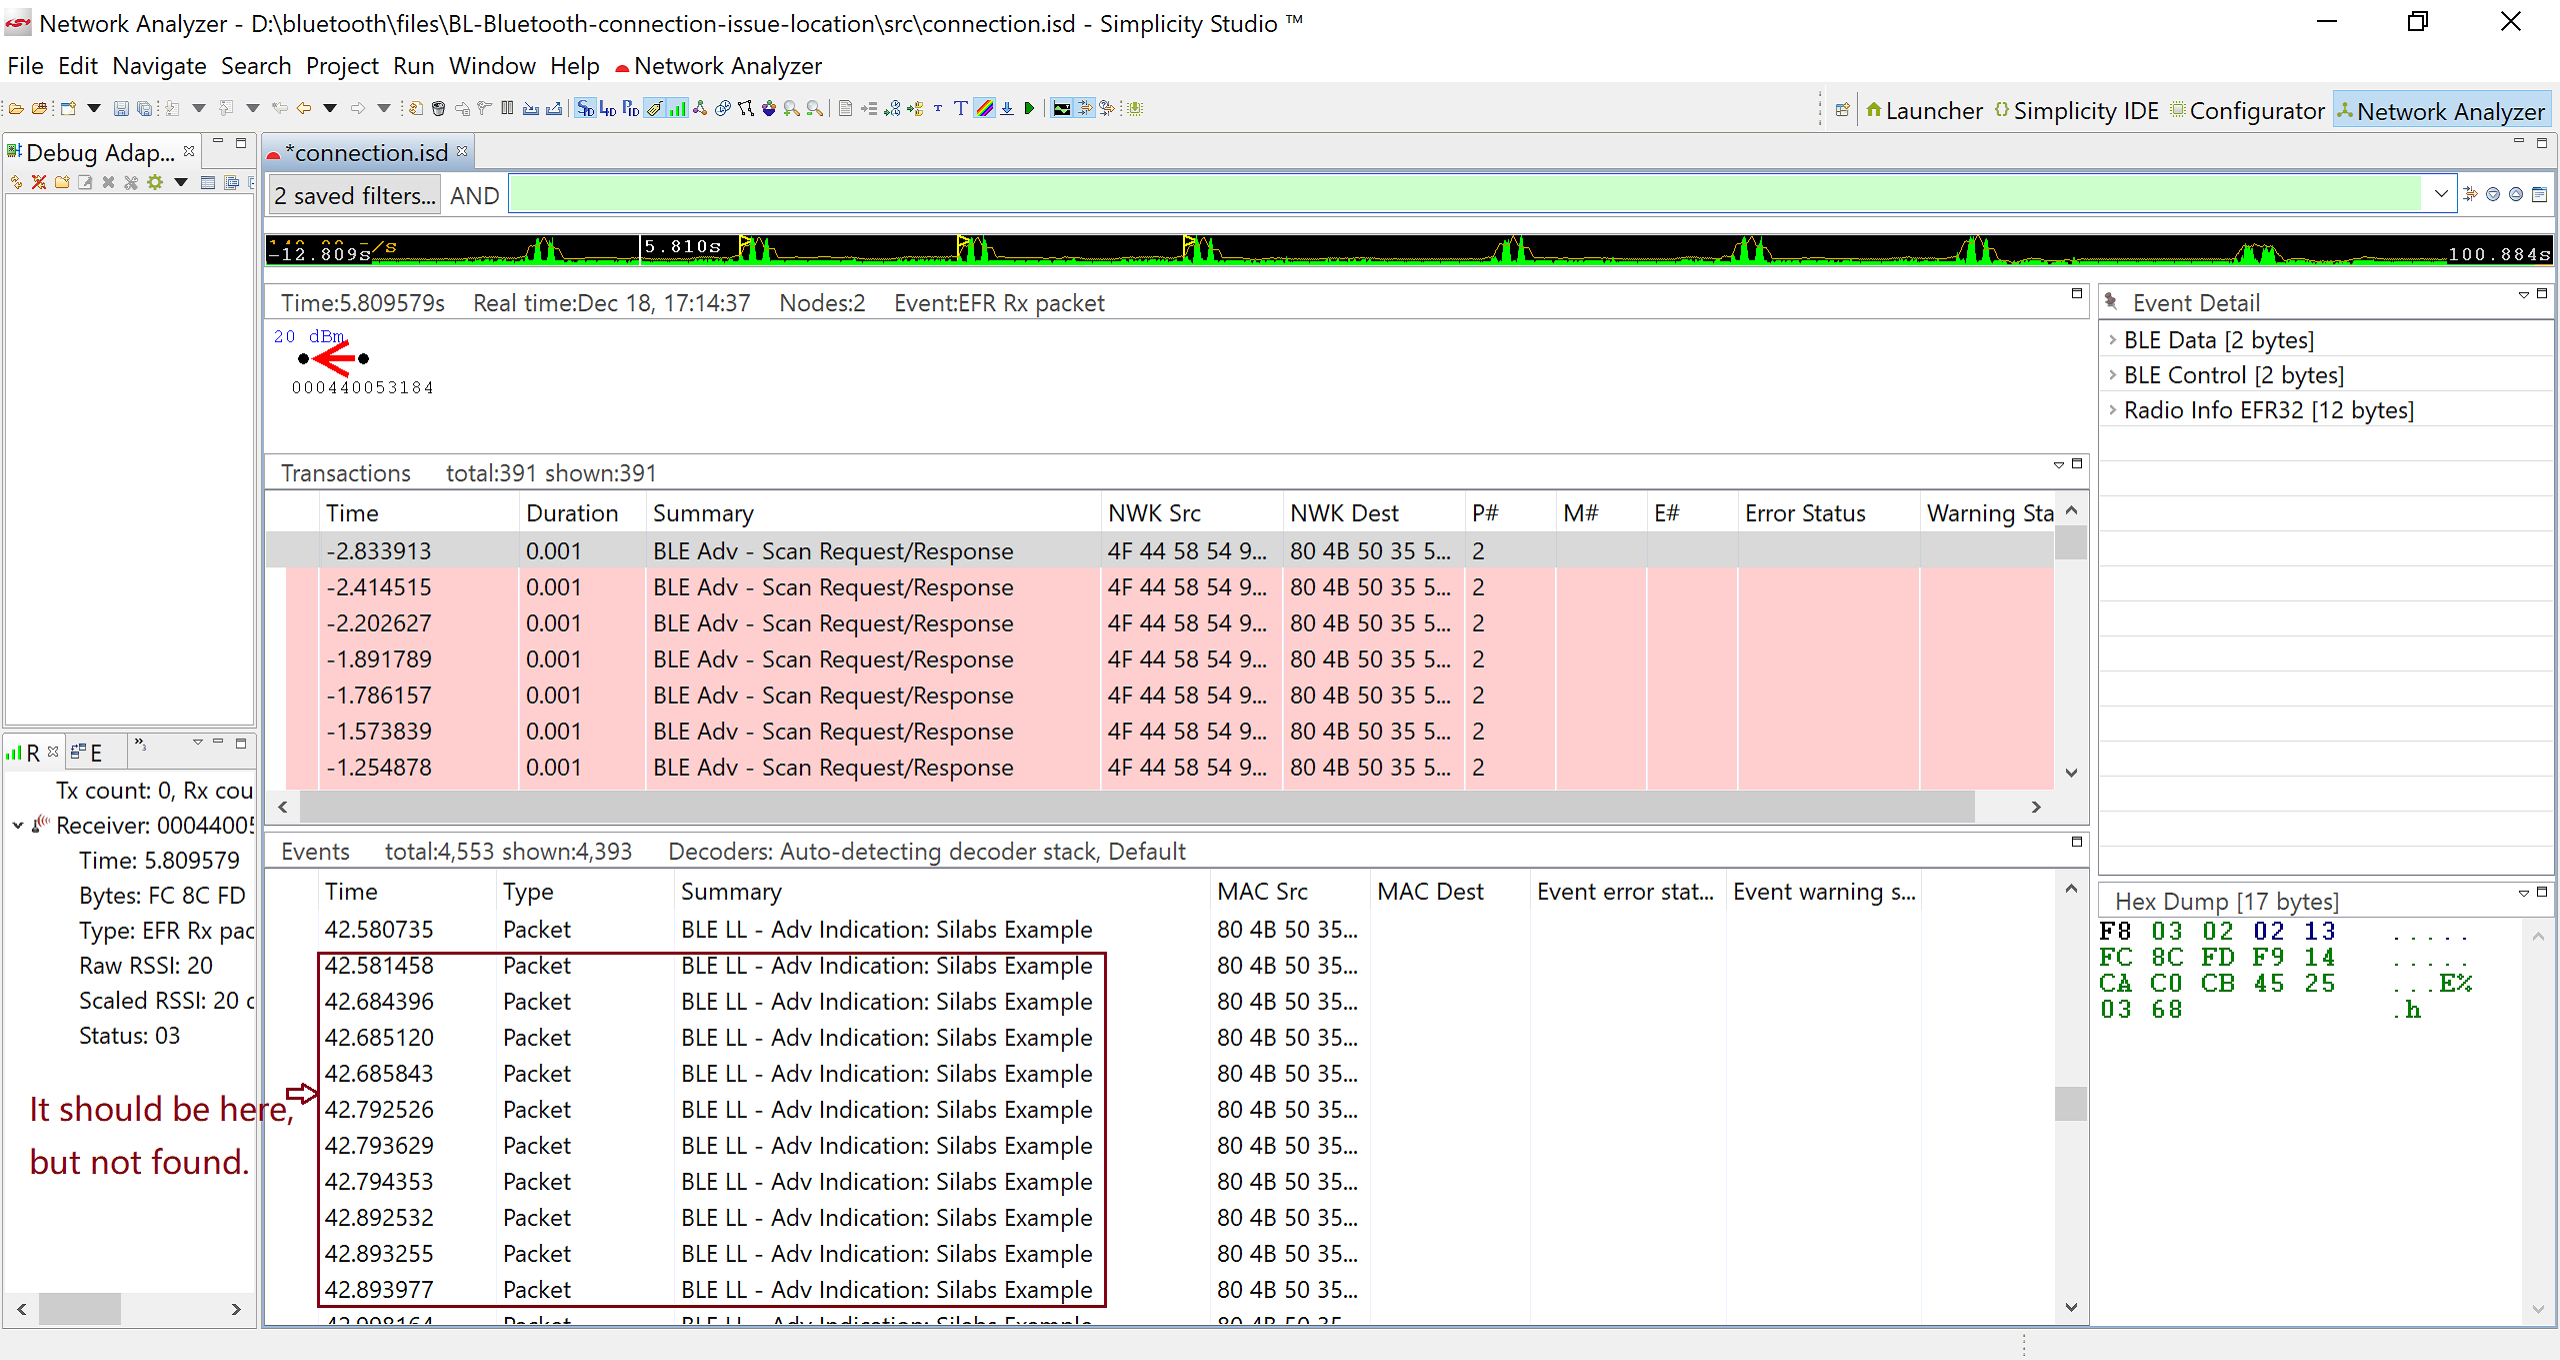 Network Analyzer - D:\bluetooth\files\BL-Bluetooth-connection-issue-location\src\connection.isd - Simplicity Studio ™
File Edit Navigate Search Project Run Window Help Network Analyzer
Launcher Simplicity IDE Configurator Network Analyzer
Debug Adap...
*connection.isd
2 saved filters... AND
-12.809s 5.810s 100.884s
Time:5.809579s Real time:Dec 18, 17:14:37 Nodes:2 Event:EFR Rx packet
20 dBm
000440053184
Transactions total:391 shown:391
Time Duration Summary NWK Src NWK Dest P# M# E# Error Status Warning Sta
-2.833913 0.001 BLE Adv - Scan Request/Response 4F 44 58 54 9... 80 4B 50 35 5... 2
-2.414515 0.001 BLE Adv - Scan Request/Response 4F 44 58 54 9... 80 4B 50 35 5... 2
-2.202627 0.001 BLE Adv - Scan Request/Response 4F 44 58 54 9... 80 4B 50 35 5... 2
-1.891789 0.001 BLE Adv - Scan Request/Response 4F 44 58 54 9... 80 4B 50 35 5... 2
-1.786157 0.001 BLE Adv - Scan Request/Response 4F 44 58 54 9... 80 4B 50 35 5... 2
-1.573839 0.001 BLE Adv - Scan Request/Response 4F 44 58 54 9... 80 4B 50 35 5... 2
-1.254878 0.001 BLE Adv - Scan Request/Response 4F 44 58 54 9... 80 4B 50 35 5... 2
Events total:4,553 shown:4,393 Decoders: Auto-detecting decoder stack, Default
Time Type Summary MAC Src MAC Dest Event error stat... Event warning s...
42.580735 Packet BLE LL - Adv Indication: Silabs Example 80 4B 50 35...
42.581458 Packet BLE LL - Adv Indication: Silabs Example 80 4B 50 35...
42.684396 Packet BLE LL - Adv Indication: Silabs Example 80 4B 50 35...
42.685120 Packet BLE LL - Adv Indication: Silabs Example 80 4B 50 35...
42.685843 Packet BLE LL - Adv Indication: Silabs Example 80 4B 50 35...
42.792526 Packet BLE LL - Adv Indication: Silabs Example 80 4B 50 35...
42.793629 Packet BLE LL - Adv Indication: Silabs Example 80 4B 50 35...
42.794353 Packet BLE LL - Adv Indication: Silabs Example 80 4B 50 35...
42.892532 Packet BLE LL - Adv Indication: Silabs Example 80 4B 50 35...
42.893255 Packet BLE LL - Adv Indication: Silabs Example 80 4B 50 35...
42.893977 Packet BLE LL - Adv Indication: Silabs Example 80 4B 50 35...
R E
Tx count: 0, Rx cou
Receiver: 0004400
Time: 5.809579
Bytes: FC 8C FD
Type: EFR Rx pac
Raw RSSI: 20
Scaled RSSI: 20
Status: 03
It should be here,
but not found.
Event Detail
BLE Data [2 bytes]
BLE Control [2 bytes]
Radio Info EFR32 [12 bytes]
Hex Dump [17 bytes]
F8 03 02 02 13 .....
FC 8C FD F9 14 .....
CA C0 CB 45 25 ...E%
03 68 .h